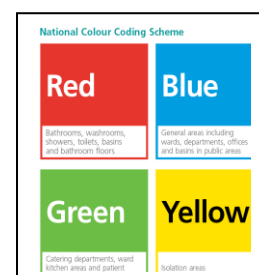 National Colour Coding Scheme
Red
Blue
Bathrooms, washrooms,
showers, toilets, basins
and bathroom floors
General areas including
wards, departments, offices
and basins in public areas
Green
Yellow
Catering departments, ward
kitchen areas and patient
Isolation areas